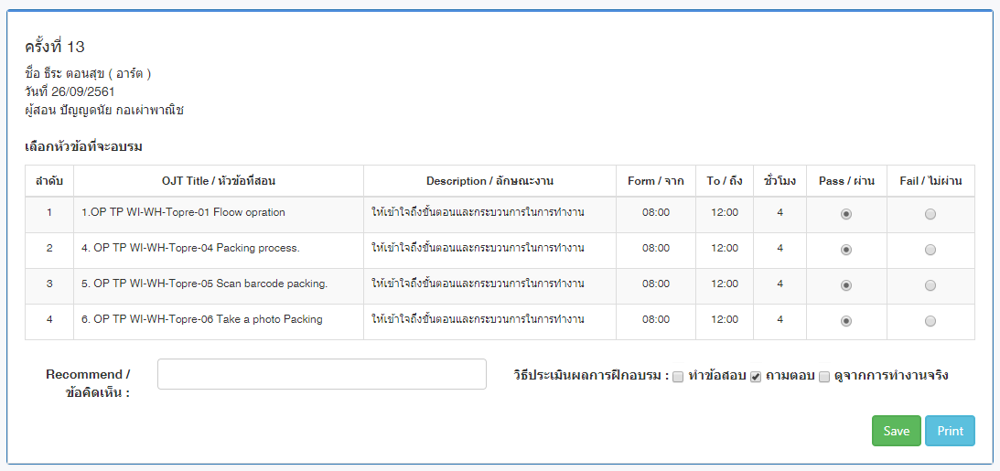 ครั้งที่ 13
ชื่อ ธีระ ตอนสุข ( อาร์ต )
วันที่ 26/09/2561
ผู้สอน ปัญญดนัย กอเผ่าพาณิช
เลือกหัวข้อที่จะอบรม
ลำดับ OJT Title / หัวข้อที่สอน Description / ลักษณะงาน Form / จาก To / ถึง ชั่วโมง Pass / ผ่าน Fail / ไม่ผ่าน
1 1.OP TP WI-WH-Topre-01 Floow opration ให้เข้าใจถึงขั้นตอนและกระบวนการในการทำงาน 08:00 12:00 4
2 4. OP TP WI-WH-Topre-04 Packing process. ให้เข้าใจถึงขั้นตอนและกระบวนการในการทำงาน 08:00 12:00 4
3 5. OP TP WI-WH-Topre-05 Scan barcode packing. ให้เข้าใจถึงขั้นตอนและกระบวนการในการทำงาน 08:00 12:00 4
4 6. OP TP WI-WH-Topre-06 Take a photo Packing ให้เข้าใจถึงขั้นตอนและกระบวนการในการทำงาน 08:00 12:00 4
Recommend /
ข้อคิดเห็น :
วิธีประเมินผลการฝึกอบรม : ทำข้อสอบ ถามตอบ ดูจากการทำงานจริง
Save Print